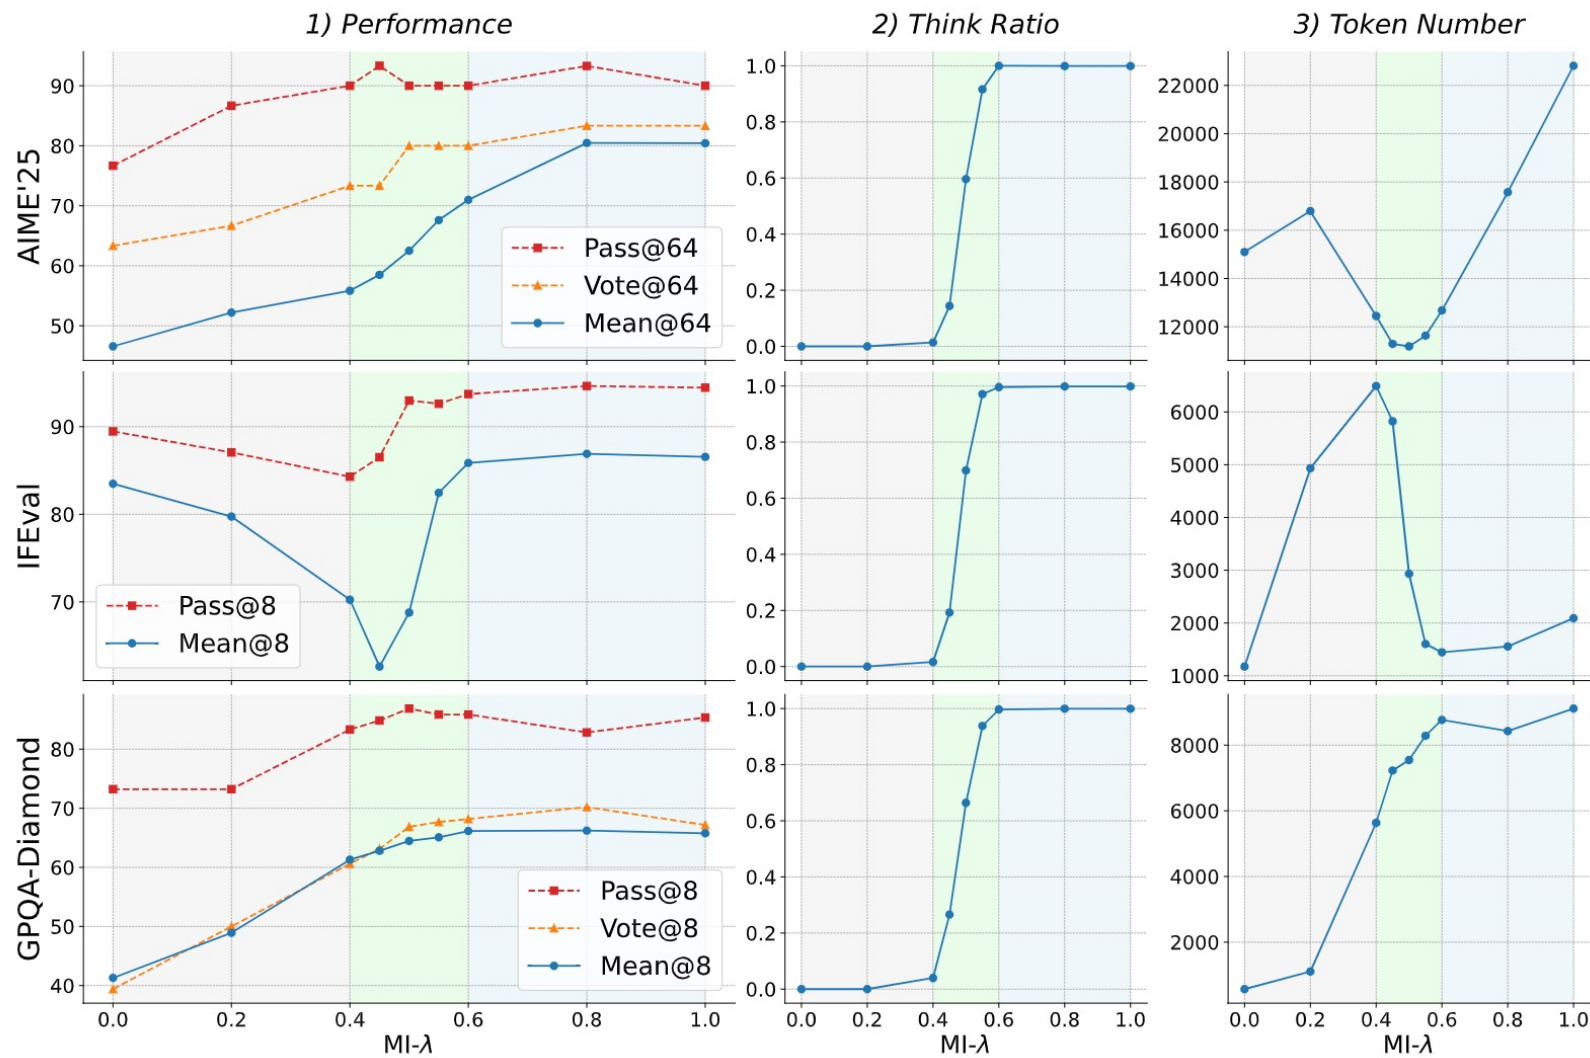 1) Performance
2) Think Ratio
3) Token Number
AIME'25
90
80
70
60
50
Pass@64
Vote@64
Mean@64
1.0
0.8
0.6
0.4
0.2
0.0
22000
20000
18000
16000
14000
12000
IFEval
90
80
70
Pass@8
Mean@8
1.0
0.8
0.6
0.4
0.2
0.0
6000
5000
4000
3000
2000
1000
GPQA-Diamond
80
70
60
50
40
Pass@8
Vote@8
Mean@8
1.0
0.8
0.6
0.4
0.2
0.0
8000
6000
4000
2000
0.0 0.2 0.4 0.6 0.8 1.0
0.0 0.2 0.4 0.6 0.8 1.0
0.0 0.2 0.4 0.6 0.8 1.0
MI-λ
MI-λ
MI-λ